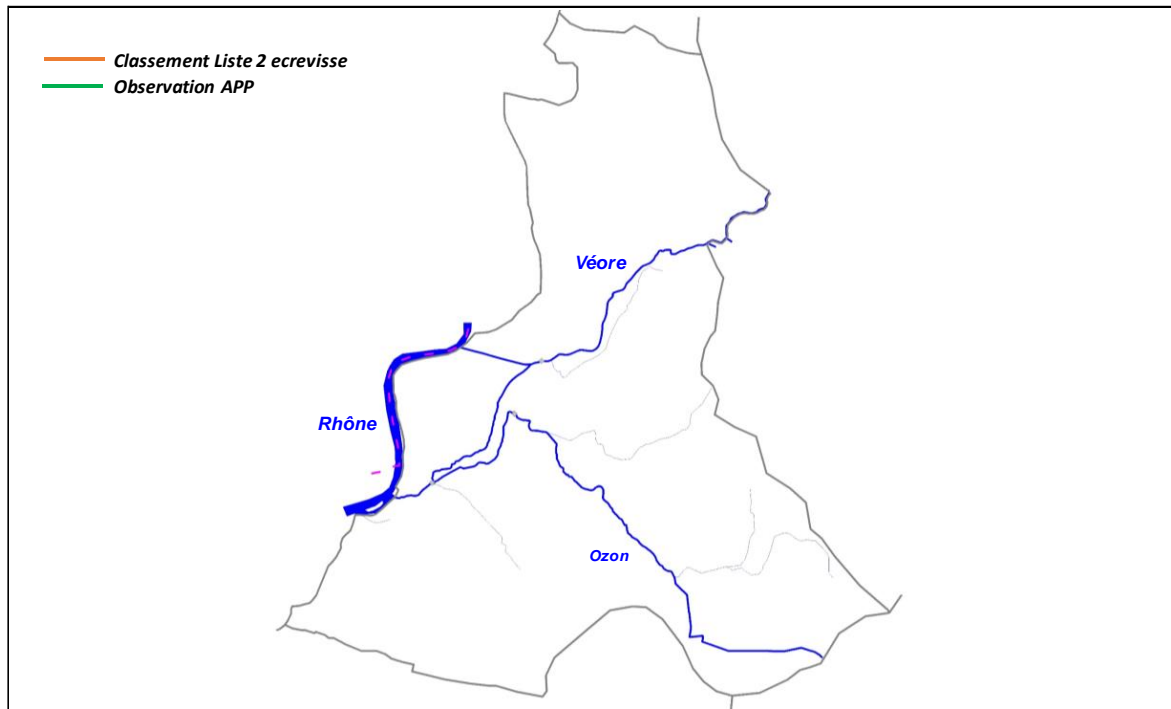 Classement Liste 2 ecrevisse
Observation APP
Véore
Rhône
Ozon